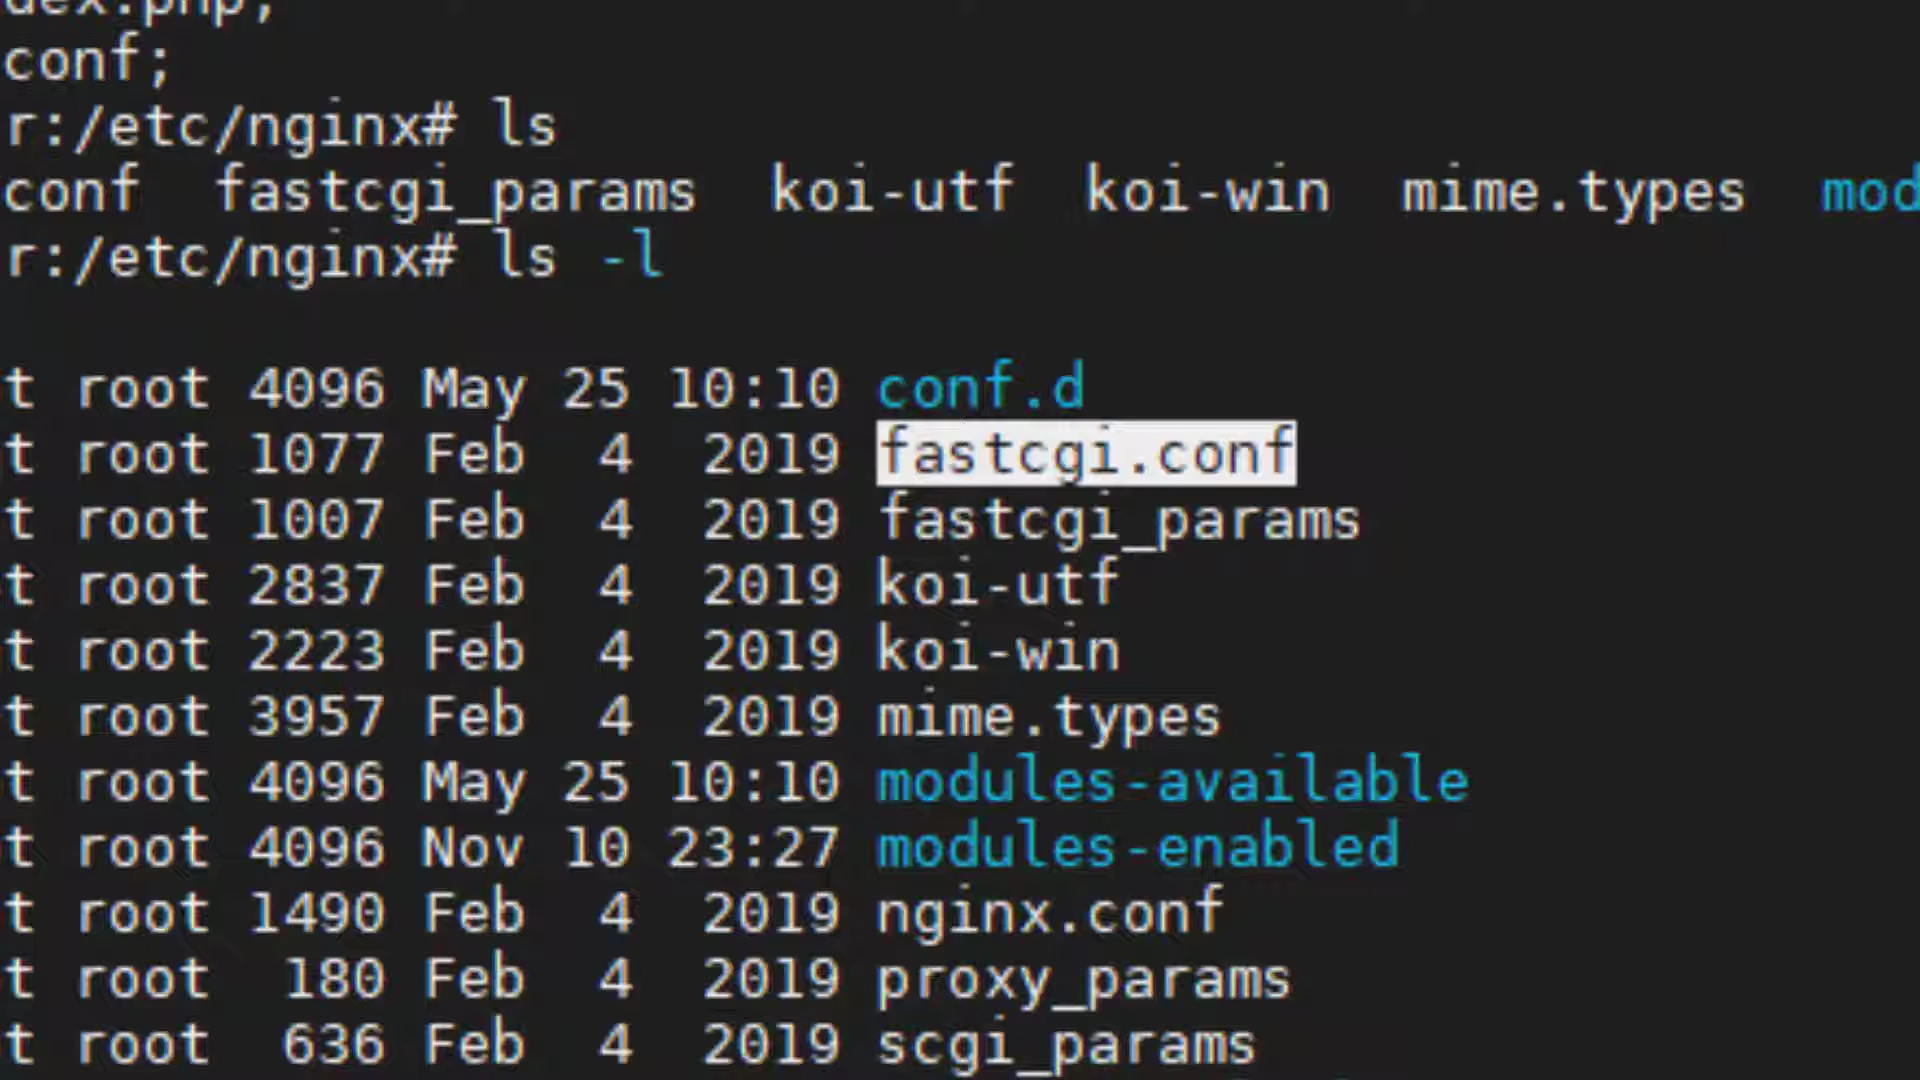 dex.php;
conf;
r:/etc/nginx# ls
conf  fastcgi_params  koi-utf  koi-win  mime.types  mod
r:/etc/nginx# ls -l
t root 4096 May 25 10:10 conf.d
t root 1077 Feb  4  2019 fastcgi.conf
t root 1007 Feb  4  2019 fastcgi_params
t root 2837 Feb  4  2019 koi-utf
t root 2223 Feb  4  2019 koi-win
t root 3957 Feb  4  2019 mime.types
t root 4096 May 25 10:10 modules-available
t root 4096 Nov 10 23:27 modules-enabled
t root 1490 Feb  4  2019 nginx.conf
t root  180 Feb  4  2019 proxy_params
t root  636 Feb  4  2019 scgi_params